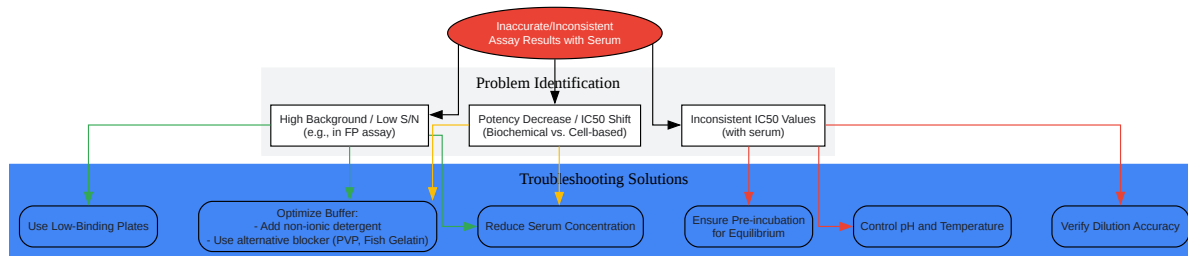 Inaccurate/Inconsistent
Assay Results with Serum
Problem Identification
High Background / Low S/N
(e.g., in FP assay)
Potency Decrease / IC50 Shift
(Biochemical vs. Cell-based)
Inconsistent IC50 Values
(with serum)
Troubleshooting Solutions
Use Low-Binding Plates
Optimize Buffer:
- Add non-ionic detergent
- Use alternative blocker (PVP, Fish Gelatin)
Reduce Serum Concentration
Ensure Pre-incubation
for Equilibrium
Control pH and Temperature
Verify Dilution Accuracy